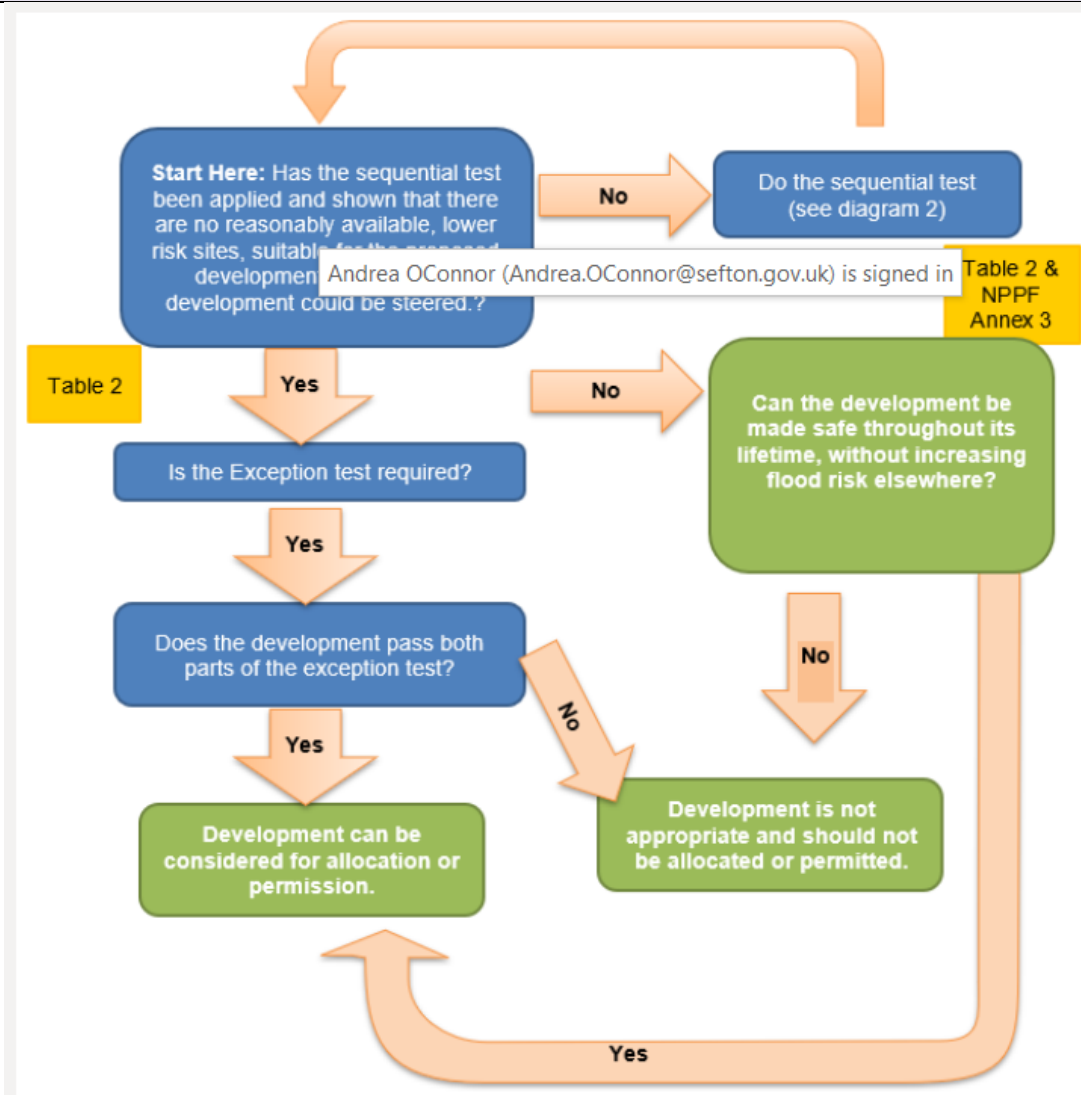 Start Here: Has the sequential test
been applied and shown that there
are no reasonably available, lower
risk sites, suitable
development
development could be steered.?
No
Do the sequential test
(see diagram 2)
Andrea OConnor (Andrea.OConnor@sefton.gov.uk) is signed in
Table 2 &
NPPF
Annex 3
Table 2
Yes
No
Can the development be
made safe throughout its
lifetime, without increasing
flood risk elsewhere?
Is the Exception test required?
Yes
Does the development pass both
parts of the exception test?
No
No
Yes
Development can be
considered for allocation or
permission.
Development is not
appropriate and should not
be allocated or permitted.
Yes